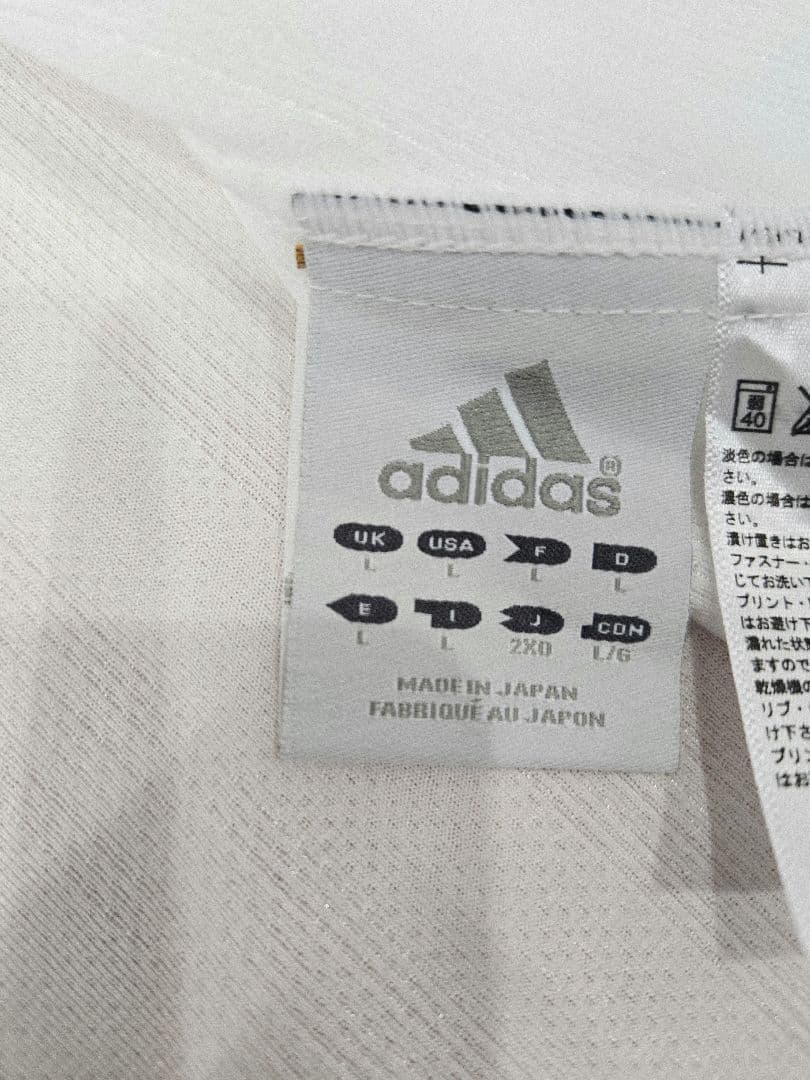 adidas®
UK USA F D
L L L L
E I J CDN
L L 2XO L/G
MADE IN JAPAN
FABRIQUÉ AU JAPON
弱
40
淡色の場合は
さい。
濃色の場合は
さい。
漬け置きはお
ファスナー・
じてお洗い
プリント・
はお避け下
濡れた状態
ますので
乾燥機の
リブ・
け下さ
プリン
はお